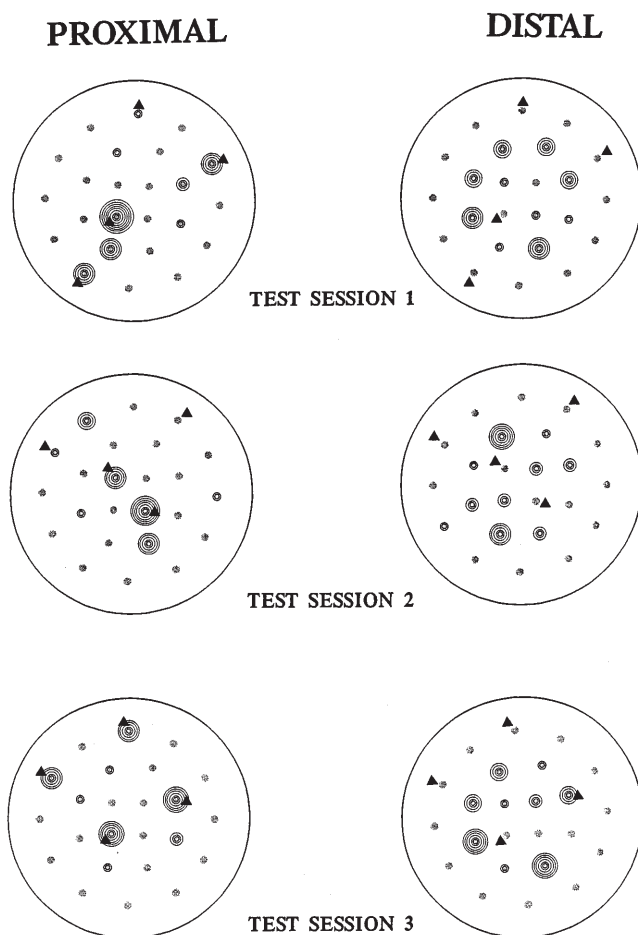 PROXIMAL
DISTAL
TEST SESSION 1
TEST SESSION 2
TEST SESSION 3